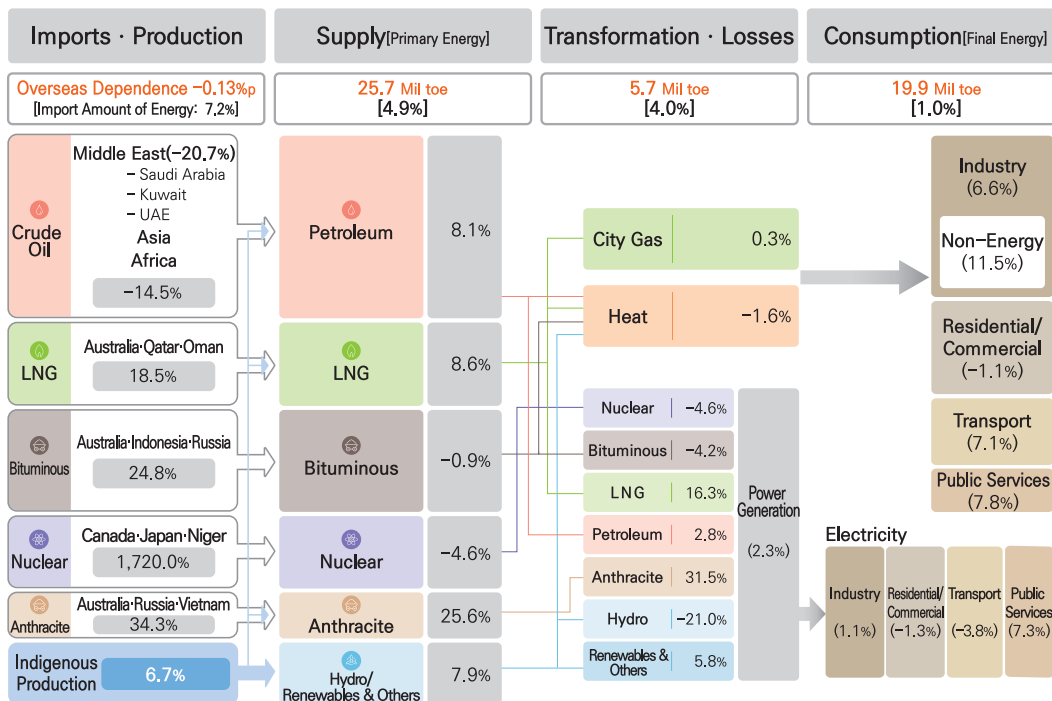 Imports · Production
Supply[Primary Energy]
Transformation · Losses
Consumption[Final Energy]
Overseas Dependence -0.13%p
[Import Amount of Energy: 7,2%]
25.7 Mil toe
[4.9%]
5.7 Mil toe
[4.0%]
19.9 Mil toe
[1.0%]
Crude
Oil
Middle East(-20.7%)
- Saudi Arabia
- Kuwait
- UAE
Asia
Africa
-14.5%
LNG
Australia·Qatar·Oman
18.5%
Bituminous
Australia·Indonesia·Russia
24.8%
Nuclear
Canada·Japan·Niger
1,720.0%
Anthracite
Australia·Russia·Vietnam
34.3%
Indigenous
Production
6.7%
Petroleum
8.1%
LNG
8.6%
Bituminous
-0.9%
Nuclear
-4.6%
Anthracite
25.6%
Hydro/
Renewables & Others
7.9%
City Gas
0.3%
Heat
-1.6%
Nuclear
-4.6%
Bituminous
-4.2%
LNG
16.3%
Petroleum
2.8%
Anthracite
31.5%
Hydro
-21.0%
Renewables &
Others
5.8%
Power
Generation
(2.3%)
Industry
(6.6%)
Non-Energy
(11.5%)
Residential/
Commercial
(-1.1%)
Transport
(7.1%)
Public Services
(7.8%)
Electricity
Industry
(1.1%)
Residential/
Commercial
(-1.3%)
Transport
(-3.8%)
Public
Services
(7.3%)